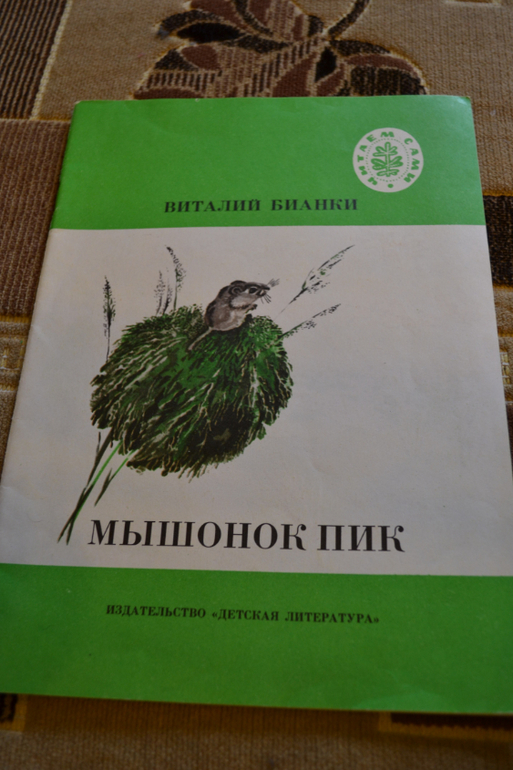 ЧИТАЕМ САМИ
ВИТАЛИЙ БИАНКИ
МЫШОНОК ПИК
ИЗДАТЕЛЬСТВО «ДЕТСКАЯ ЛИТЕРАТУРА»